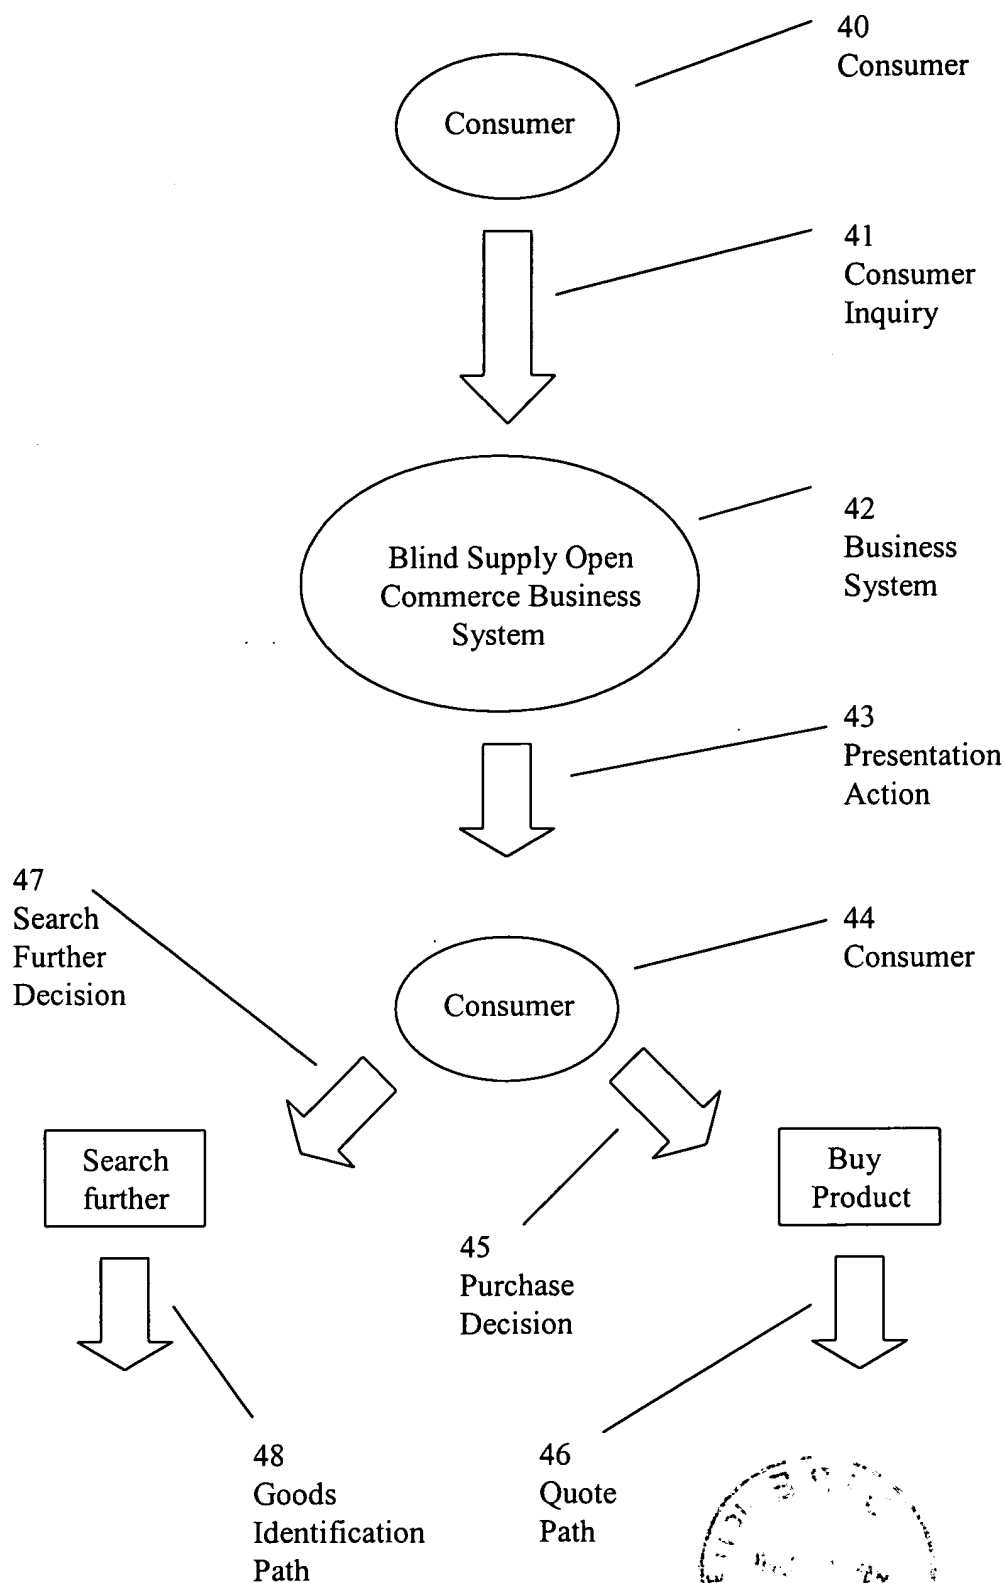 40
Consumer
Consumer
41
Consumer
Inquiry
Blind Supply Open
Commerce Business
System
42
Business
System
43
Presentation
Action
47
Search
Further
Decision
44
Consumer
Consumer
Search
further
Buy
Product
45
Purchase
Decision
48
Goods
Identification
Path
46
Quote
Path